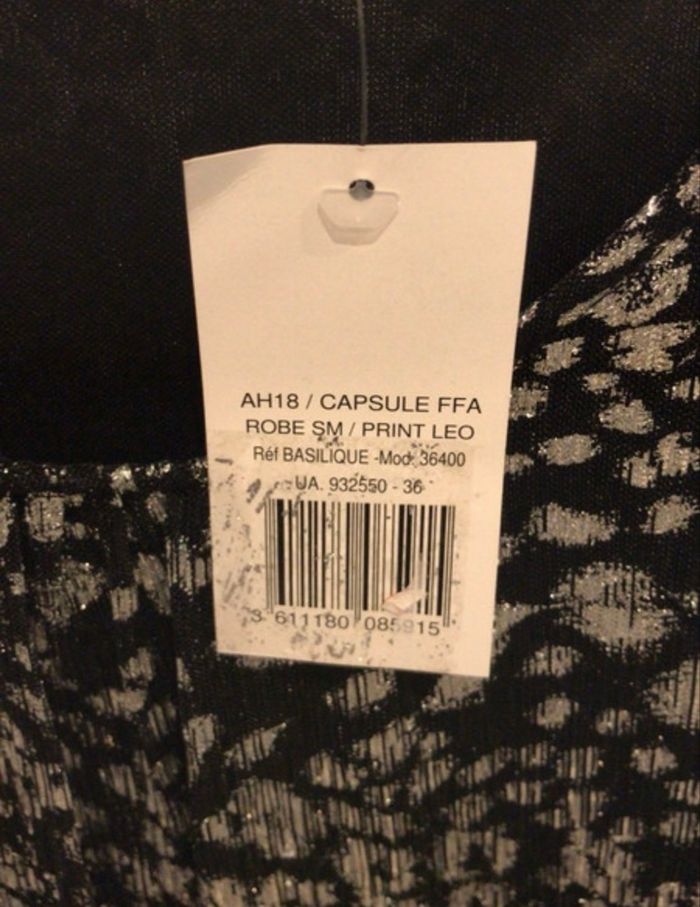 AH18 / CAPSULE FFA
ROBE SM / PRINT LEO
Réf BASILIQUE -Mod: 36400
UA. 932550 - 36
3 611180 085915